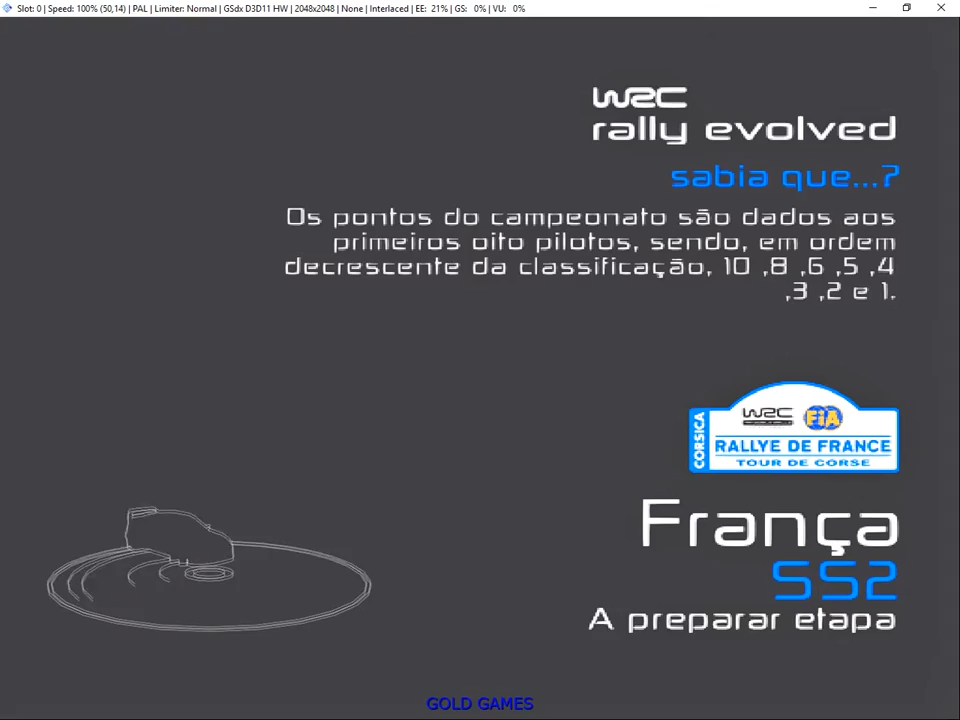 Slot: 0 | Speed: 100% (50,14) | PAL | Limiter: Normal | GSdx D3D11 HW | 2048x2048 | None | Interlaced | EE: 21% | GS: 0% | VU: 0%
WRC
rally evolved
sabia que...?
Os pontos do campeonato são dados aos
primeiros oito pilotos, sendo, em ordem
decrescente da classificação, 10 ,8 ,6 ,5 ,4
,3 ,2 e 1.
WRC FIA
CORSICA
RALLYE DE FRANCE
TOUR DE CORSE
França
SS2
A preparar etapa
GOLD GAMES